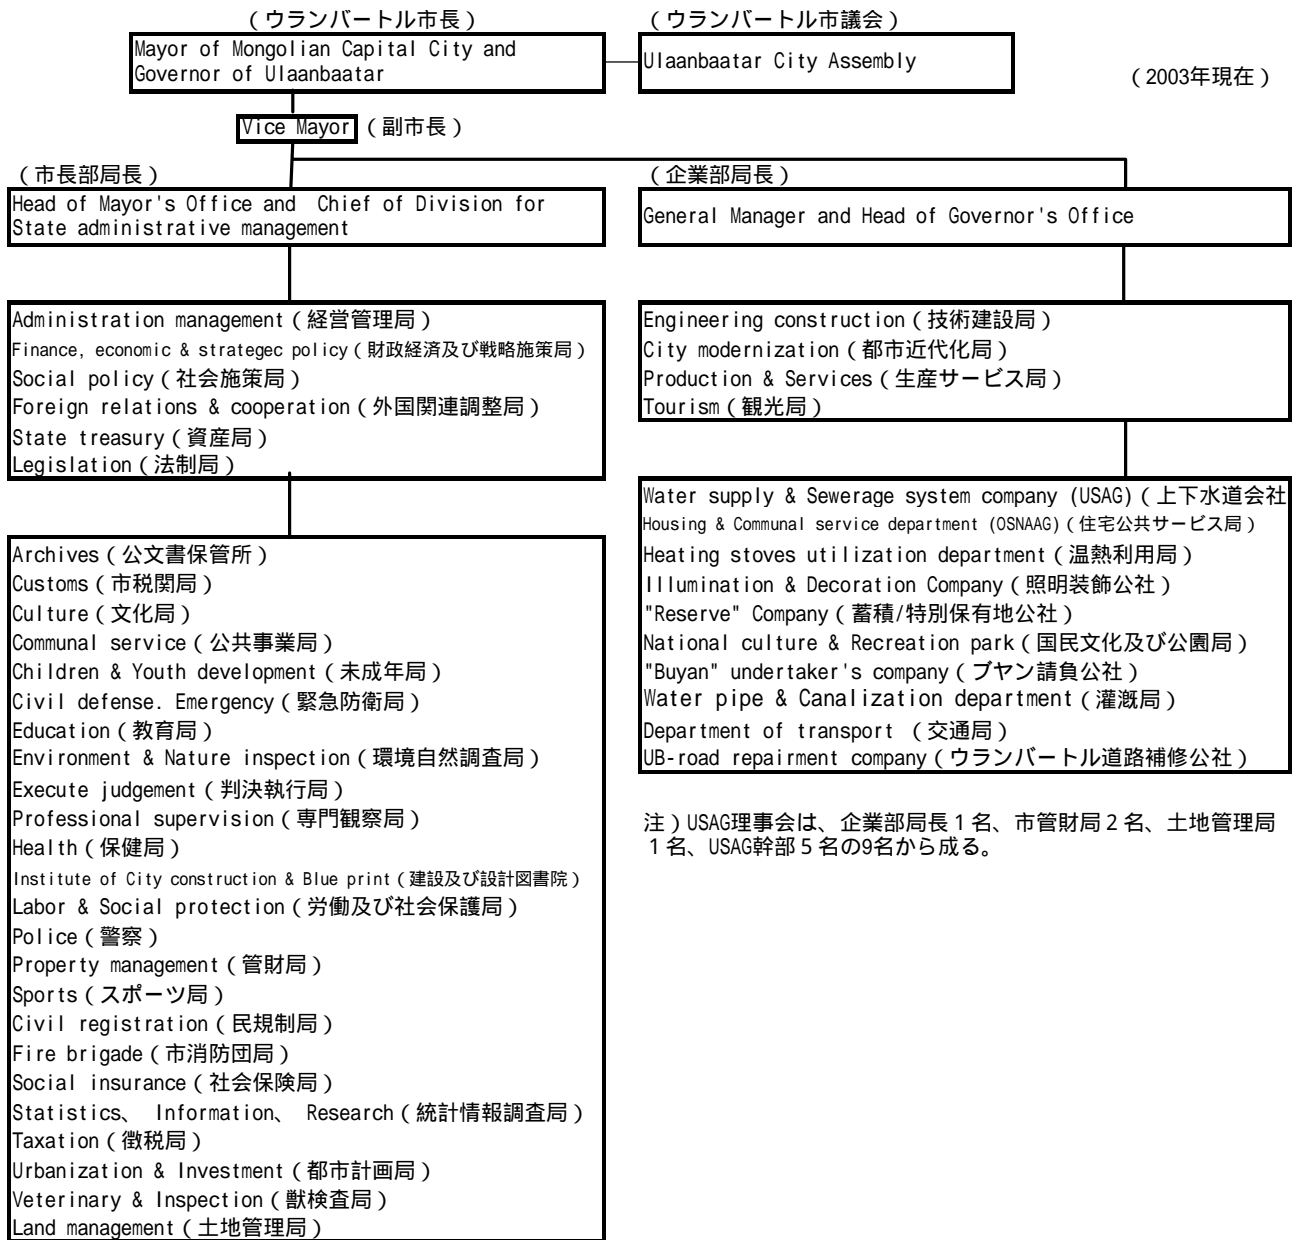 （ウランバートル市長）
（ウランバートル市議会）
Mayor of Mongolian Capital City and
Governor of Ulaanbaatar
Ulaanbaatar City Assembly
（2003年現在）
Vice Mayor（副市長）
（市長部局長）
（企業部局長）
Head of Mayor's Office and Chief of Division for
State administrative management
General Manager and Head of Governor's Office
Administration management（経営管理局）
Finance, economic & strategec policy（財政経済及び戦略施策局）
Social policy（社会施策局）
Foreign relations & cooperation（外国関連調整局）
State treasury（資産局）
Legislation（法制局）
Engineering construction（技術建設局）
City modernization（都市近代化局）
Production & Services（生産サービス局）
Tourism（観光局）
Archives（公文書保管所）
Customs（市税関局）
Culture（文化局）
Communal service（公共事業局）
Children & Youth development（未成年局）
Civil defense. Emergency（緊急防衛局）
Education（教育局）
Environment & Nature inspection（環境自然調査局）
Execute judgement（判決執行局）
Professional supervision（専門観察局）
Health（保健局）
Institute of City construction & Blue print（建設及び設計図書院）
Labor & Social protection（労働及び社会保護局）
Police（警察）
Property management（管財局）
Sports（スポーツ局）
Civil registration（民規制局）
Fire brigade（市消防団局）
Social insurance（社会保険局）
Statistics、 Information、 Research（統計情報調査局）
Taxation（徴税局）
Urbanization & Investment（都市計画局）
Veterinary & Inspection（獣検査局）
Land management（土地管理局）
Water supply & Sewerage system company (USAG)（上下水道会社
Housing & Communal service department (OSNAAG)（住宅公共サービス局）
Heating stoves utilization department（温熱利用局）
Illumination & Decoration Company（照明装飾公社）
"Reserve" Company（蓄積/特別保有地公社）
National culture & Recreation park（国民文化及び公園局）
"Buyan" undertaker's company（ブヤン請負公社）
Water pipe & Canalization department（灌漑局）
Department of transport （交通局）
UB-road repairment company（ウランバートル道路補修公社）
注）USAG理事会は、企業部局長１名、市管財局２名、土地管理局
１名、USAG幹部５名の9名から成る。